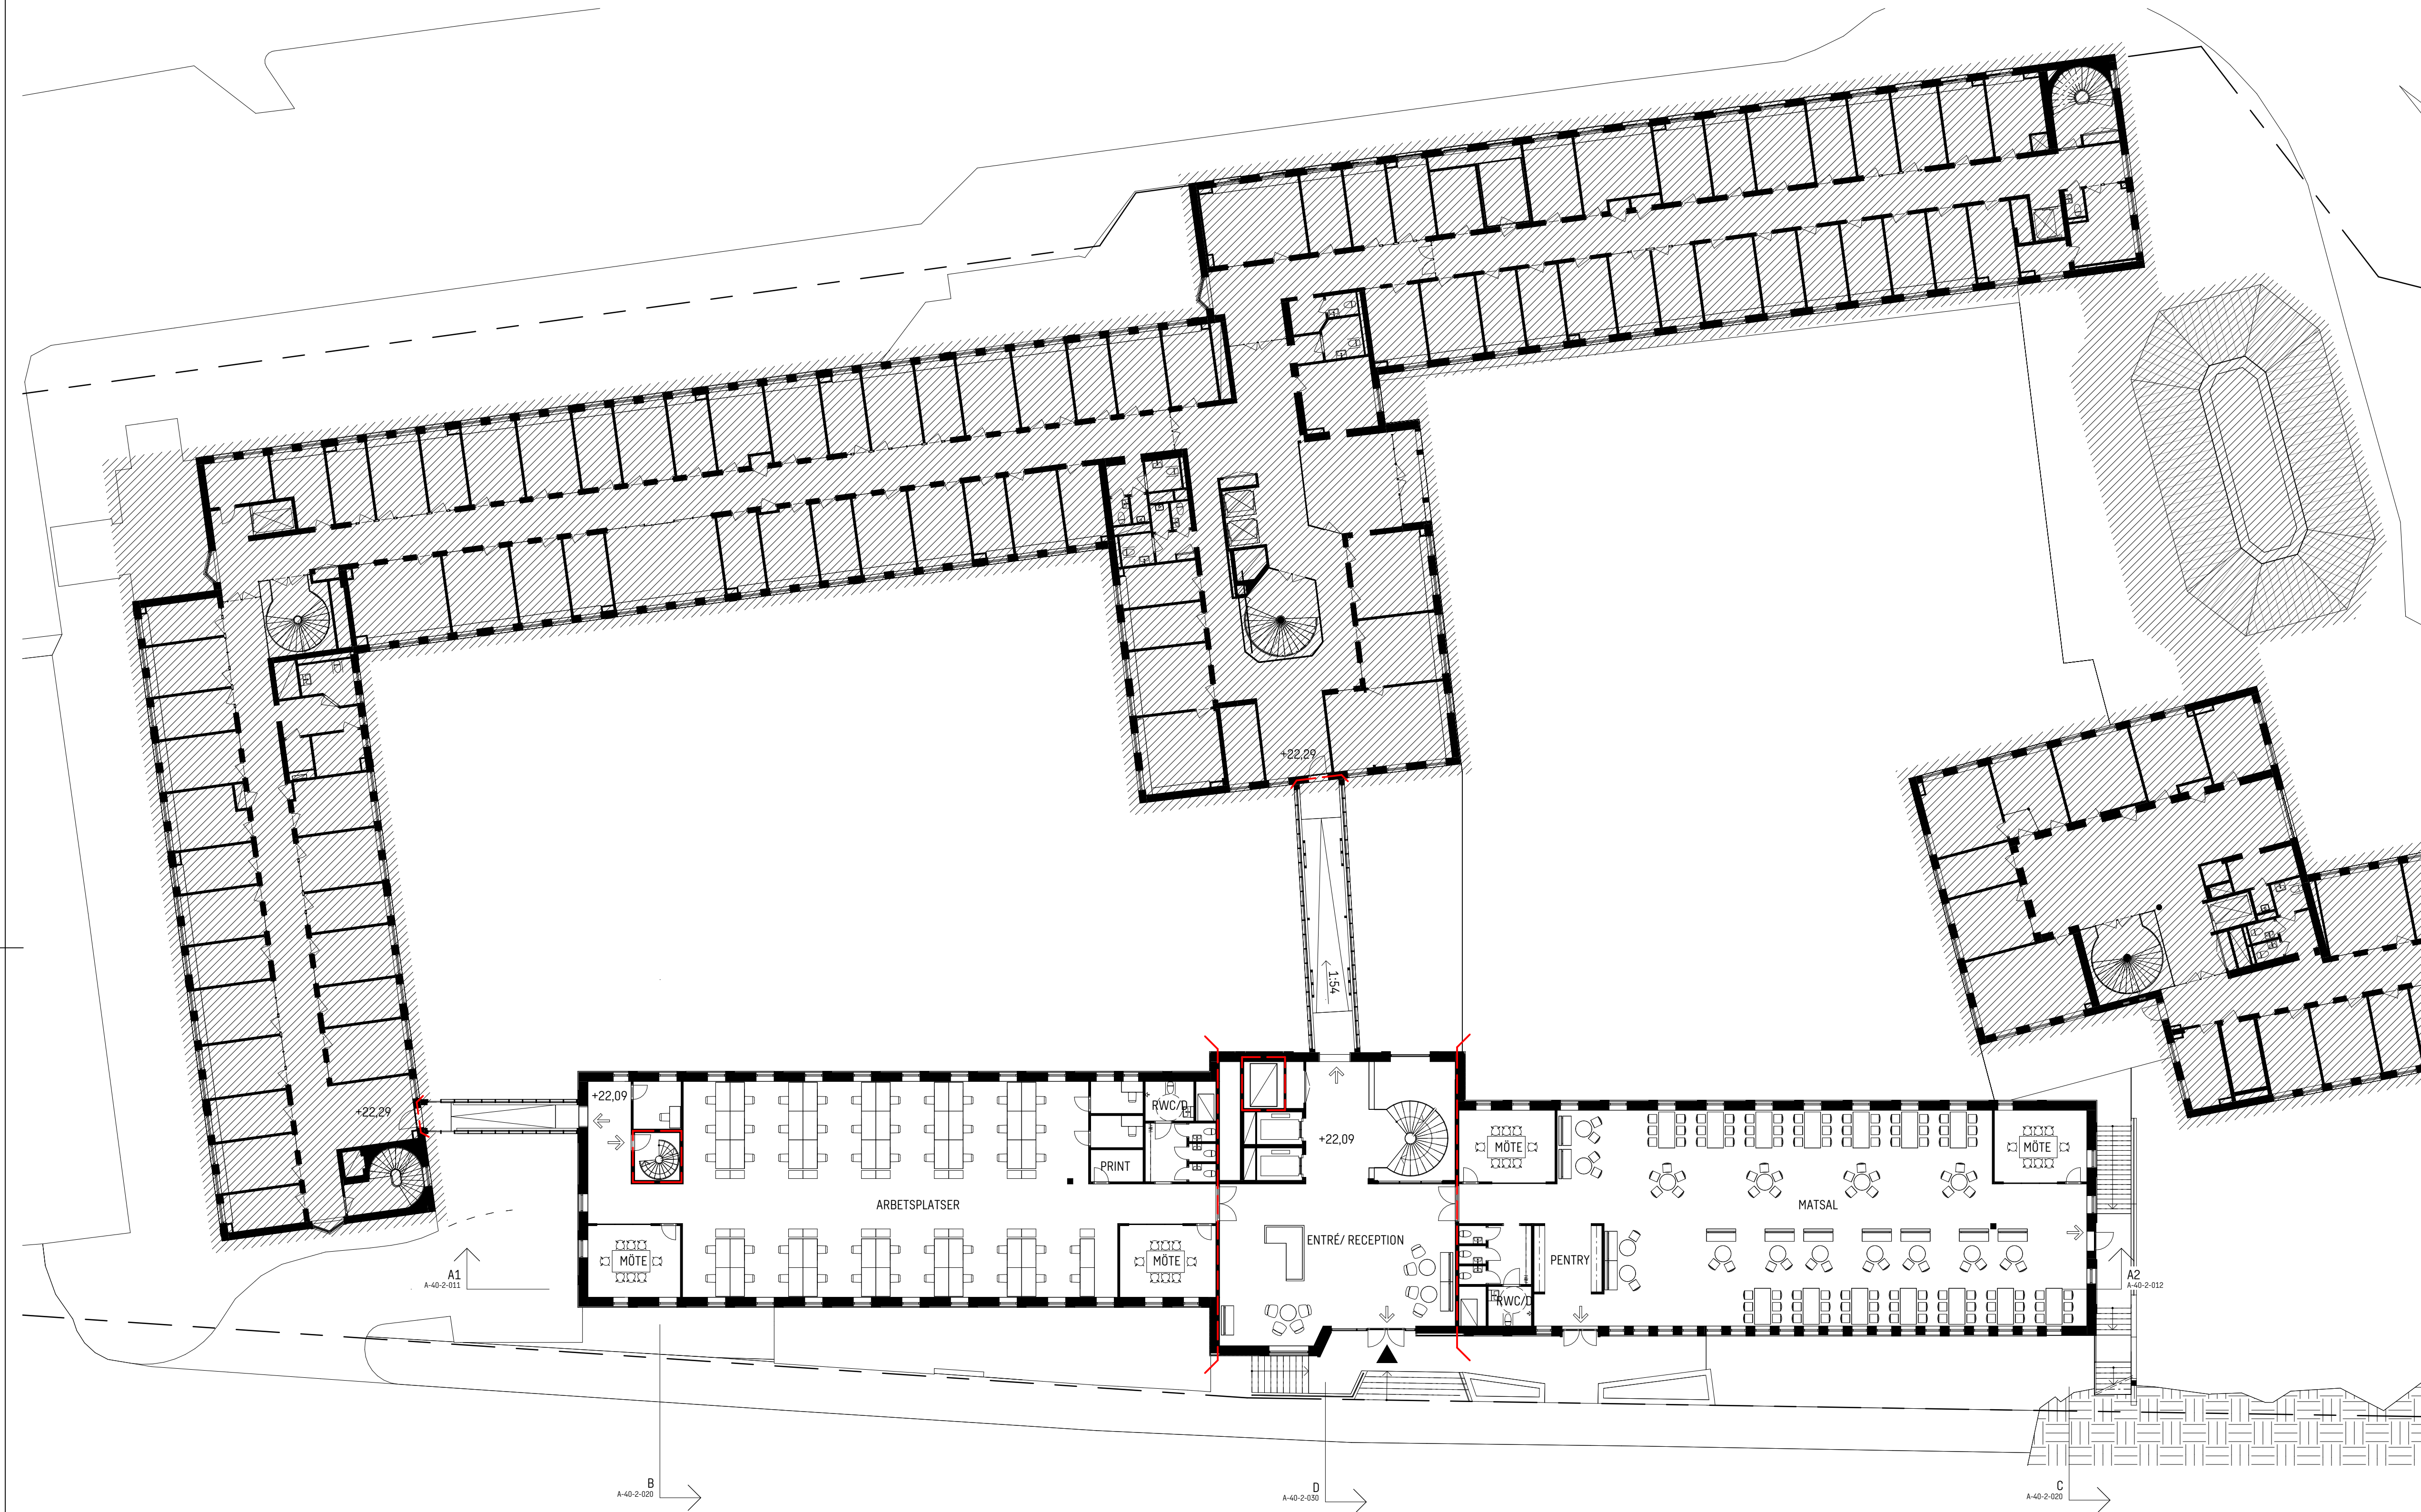 +22,29
1:54
+22,29
+22,09
RWC/D
PRINT
+22,09
MÖTE
MÖTE
ARBETSPLATSER
MATSAL
ENTRÉ/ RECEPTION
MÖTE
MÖTE
PENTRY
RWC/D
A1
A-40-2-011
A2
A-40-2-012
B
A-40-2-020
D
A-40-2-030
C
A-40-2-020